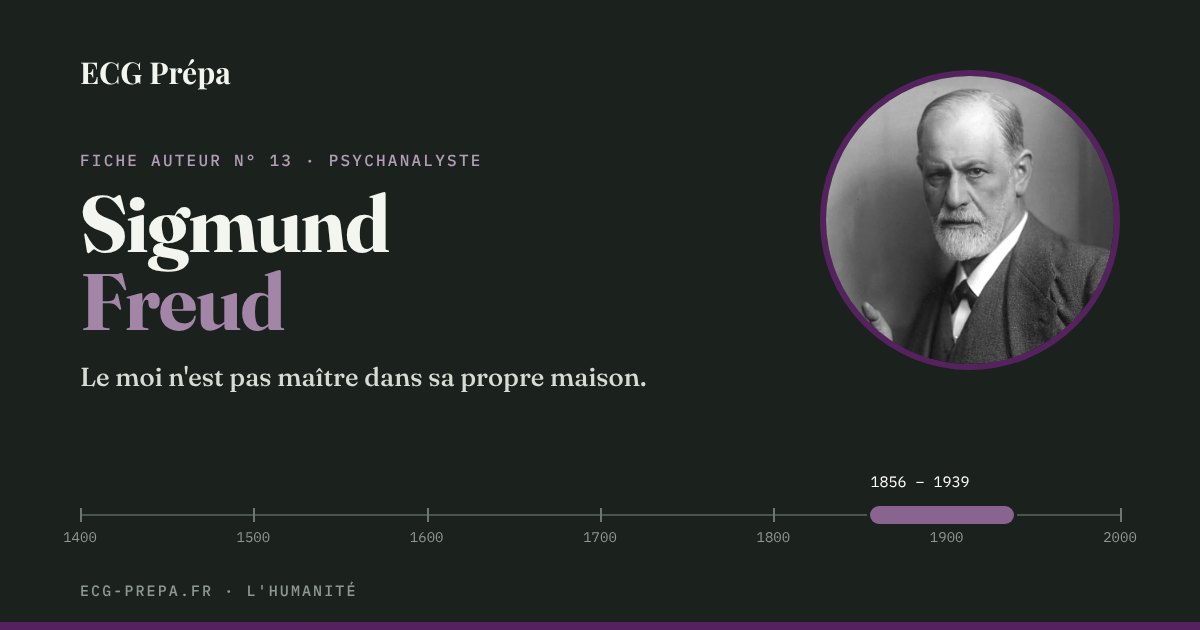 ECG Prépa
FICHE AUTEUR N° 13 · PSYCHANALYSTE
Sigmund
Freud
Le moi n'est pas maître dans sa propre maison.
1856 – 1939
1400 1500 1600 1700 1800 1900 2000
ECG-PREPA.FR · L'HUMANITÉ